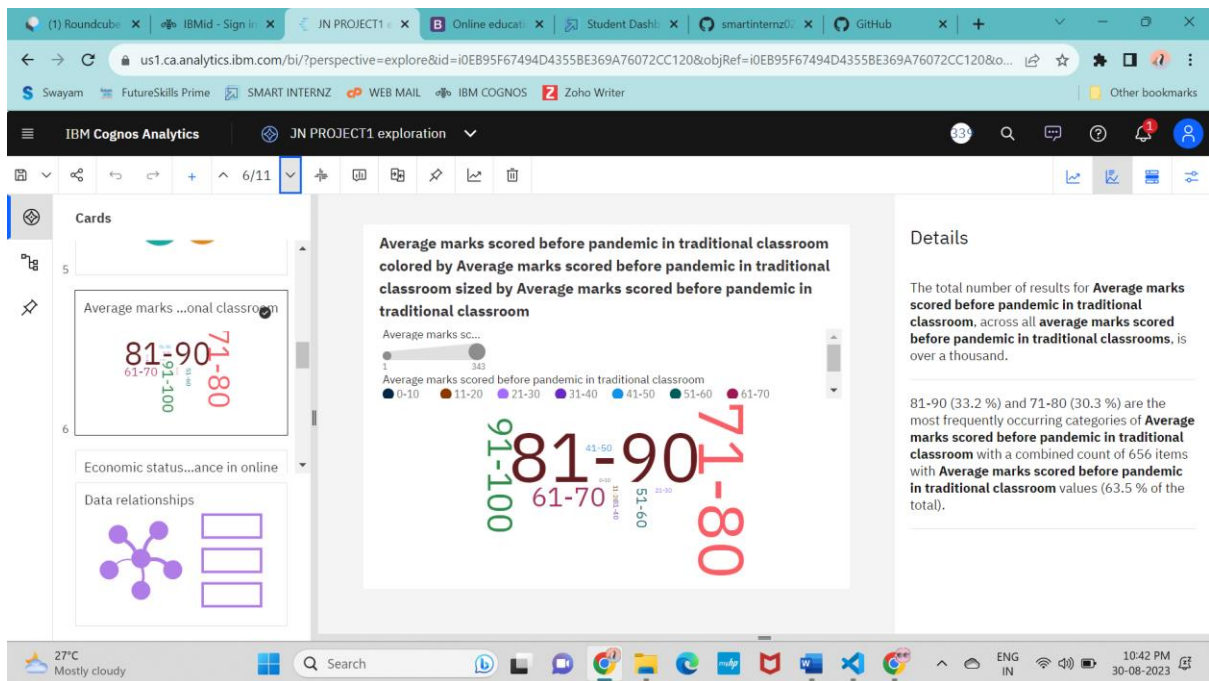 (1) Roundcube
IBMid - Sign in
JN PROJECT1 e
Online educati
Student Dashb
smartinternz02
GitHub
us1.ca.analytics.ibm.com/bi/?perspective=explore&id=i0EB95F67494D4355BE369A76072CC120&objRef=i0EB95F67494D4355BE369A76072CC120&o...
Swayam
FutureSkills Prime
SMART INTERNZ
WEB MAIL
IBM COGNOS
Zoho Writer
Other bookmarks
IBM Cognos Analytics
JN PROJECT1 exploration
339
1
6/11
Cards
5
Average marks ...onal classroom
81-90
71-80
61-70
91-100
6
Economic status...ance in online
Data relationships
Average marks scored before pandemic in traditional classroom
colored by Average marks scored before pandemic in traditional
classroom sized by Average marks scored before pandemic in
traditional classroom
Average marks sc...
1 343
Average marks scored before pandemic in traditional classroom
0-10 11-20 21-30 31-40 41-50 51-60 61-70
91-100
81-90
71-80
41-50
61-70
51-60
21-30
Details
The total number of results for Average marks
scored before pandemic in traditional
classroom, across all average marks scored
before pandemic in traditional classrooms, is
over a thousand.
81-90 (33.2 %) and 71-80 (30.3 %) are the
most frequently occurring categories of Average
marks scored before pandemic in traditional
classroom with a combined count of 656 items
with Average marks scored before pandemic
in traditional classroom values (63.5 % of the
total).
27°C
Mostly cloudy
Search
ENG
IN
10:42 PM
30-08-2023